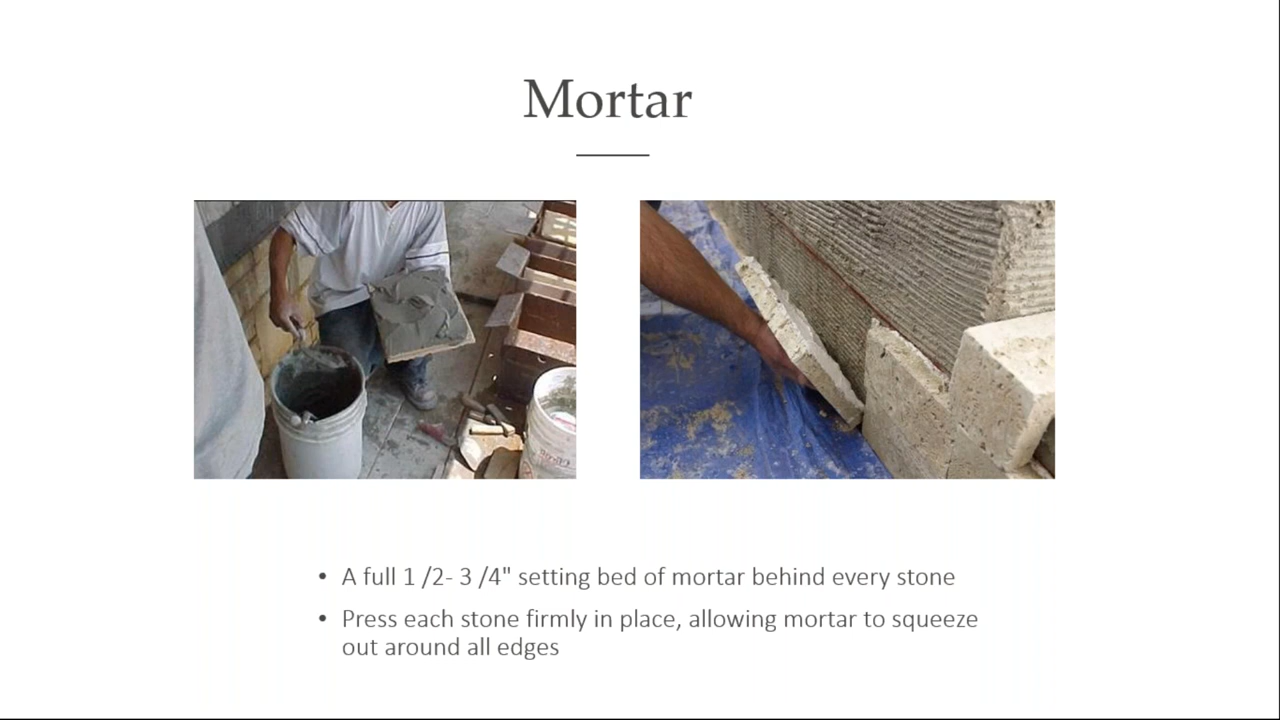 Mortar
• A full 1 /2- 3 /4" setting bed of mortar behind every stone
• Press each stone firmly in place, allowing mortar to squeeze
out around all edges